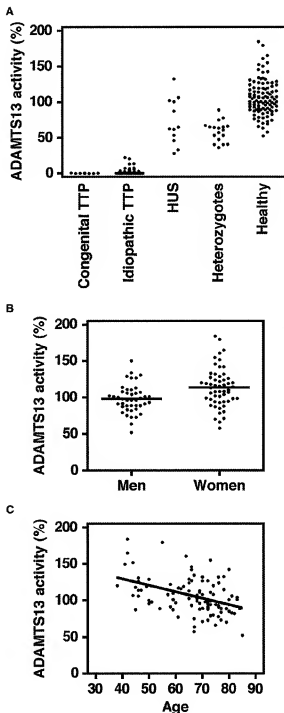 A
ADAMTS13 activity (%)
200
150
100
50
0
Congenital TTP
Idiopathic TTP
HUS
Heterozygotes
Healthy
B
ADAMTS13 activity (%)
200
150
100
50
0
Men
Women
C
ADAMTS13 activity (%)
200
150
100
50
0
30 40 50 60 70 80 90
Age